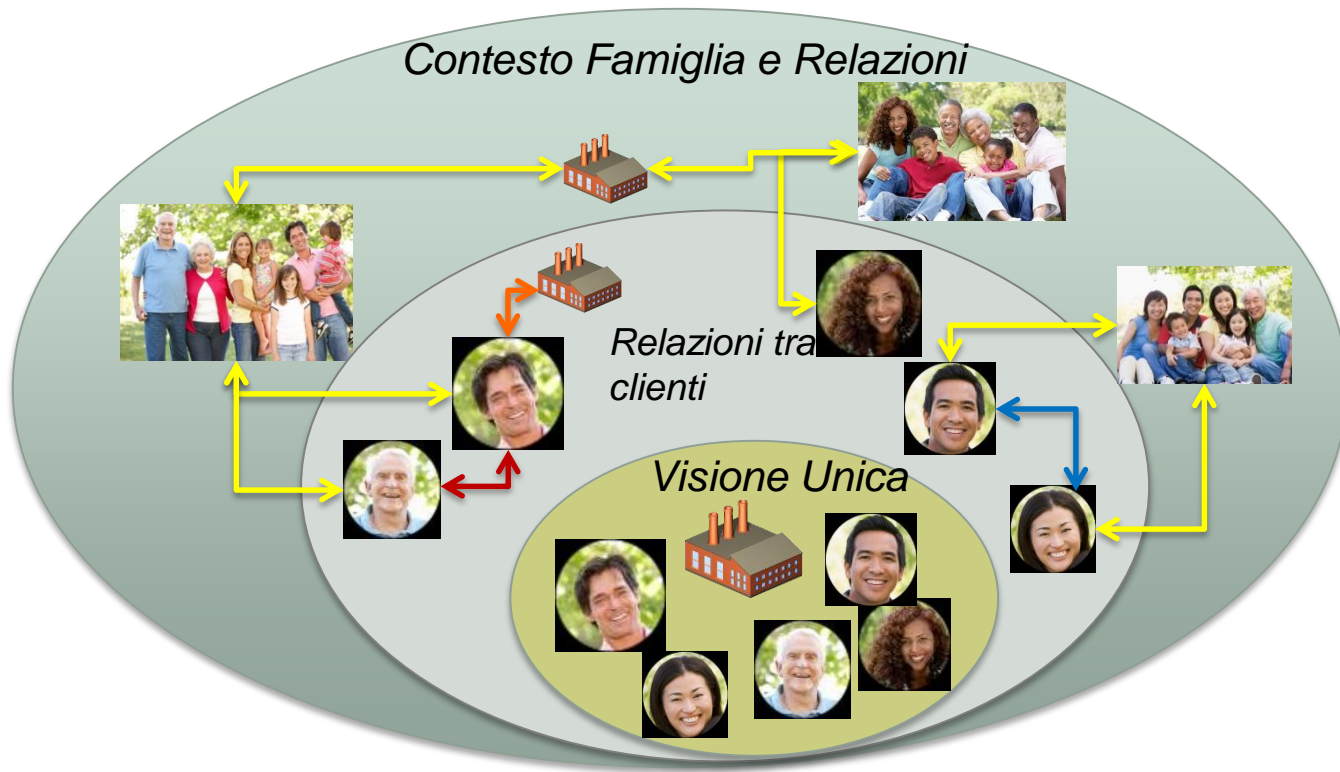 Contesto Famiglia e Relazioni
Relazioni tra
clienti
Visione Unica